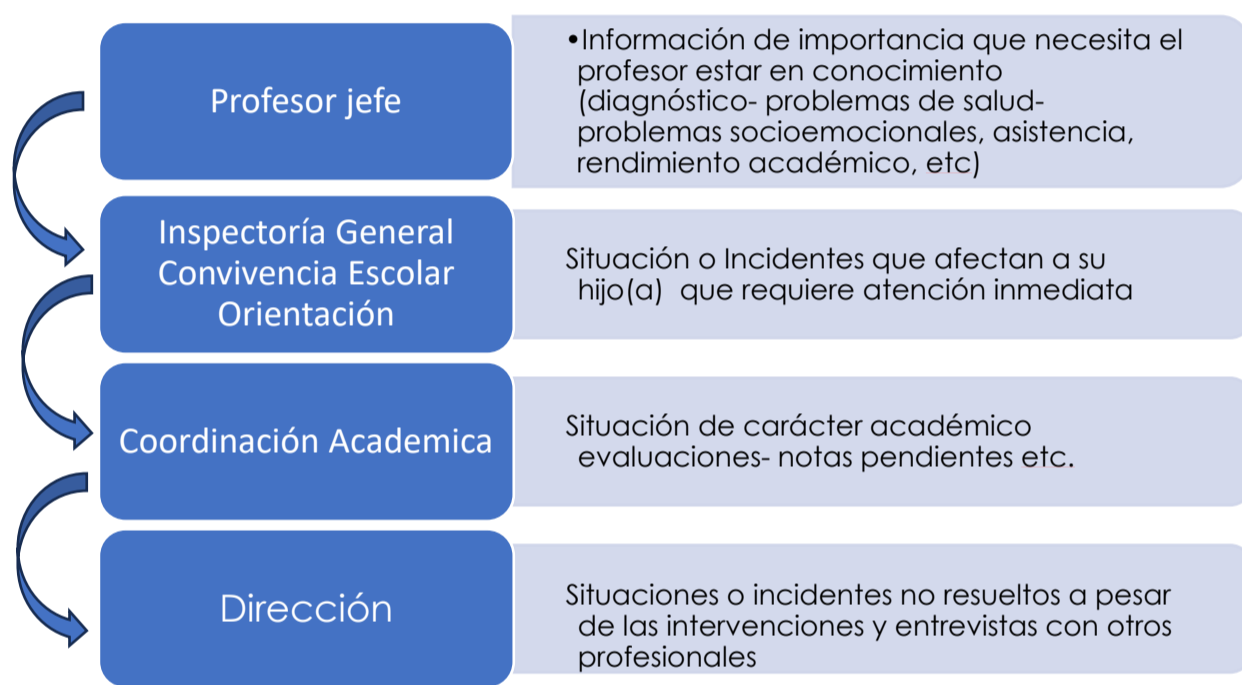 Profesor jefe
•Información de importancia que necesita el
profesor estar en conocimiento
(diagnóstico- problemas de salud-
problemas socioemocionales, asistencia,
rendimiento académico, etc)
Inspectoría General
Convivencia Escolar
Orientación
Situación o Incidentes que afectan a su
hijo(a) que requiere atención inmediata
Coordinación Academica
Situación de carácter académico
evaluaciones- notas pendientes etc.
Dirección
Situaciones o incidentes no resueltos a pesar
de las intervenciones y entrevistas con otros
profesionales